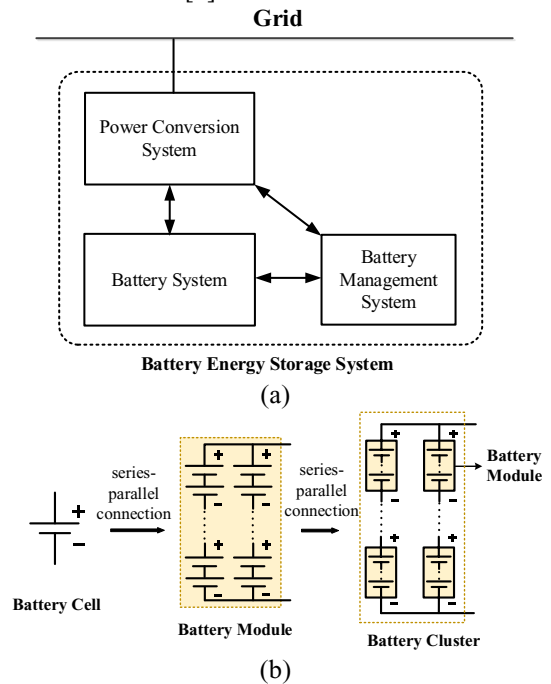 Grid
Power Conversion
System
Battery System
Battery
Management
System
Battery Energy Storage System
(a)
series-
parallel
connection
series-
parallel
connection
Battery
Module
+
-
+
+
-
-
+
+
-
-
+
+
-
-
+
+
-
-
Battery Cell
Battery Module
Battery Cluster
(b)